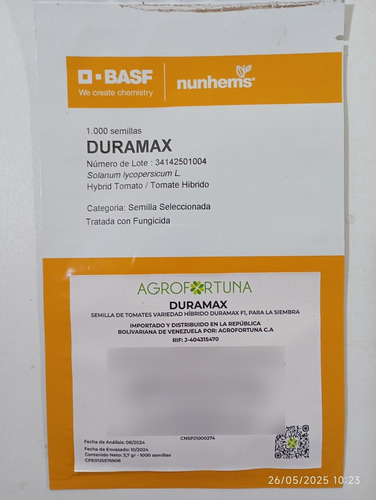 BASF
We create chemistry
nunhems
1.000 semillas
DURAMAX
Número de Lote : 34142501004
Solanum lycopersicum L.
Hybrid Tomato / Tomate Hibrido
Categoria: Semilla Seleccionada
Tratada con Fungicida
AGROFORTUNA
DURAMAX
SEMILLA DE TOMATES VARIEDAD HÍBRIDO DURAMAX F1, PARA LA SIEMBRA
IMPORTADO Y DISTRIBUIDO EN LA REPÚBLICA
BOLIVARIANA DE VENEZUELA POR: AGROFORTUNA C.A
RIF: J-404315470
CNSPJ1000274
Fecha de Análisis: 08/2024
Fecha de Envasado: 10/2024
Contenido Neto: 3,7 gr - 1000 semillas
CPE0125576908
26/05/2025 10:23